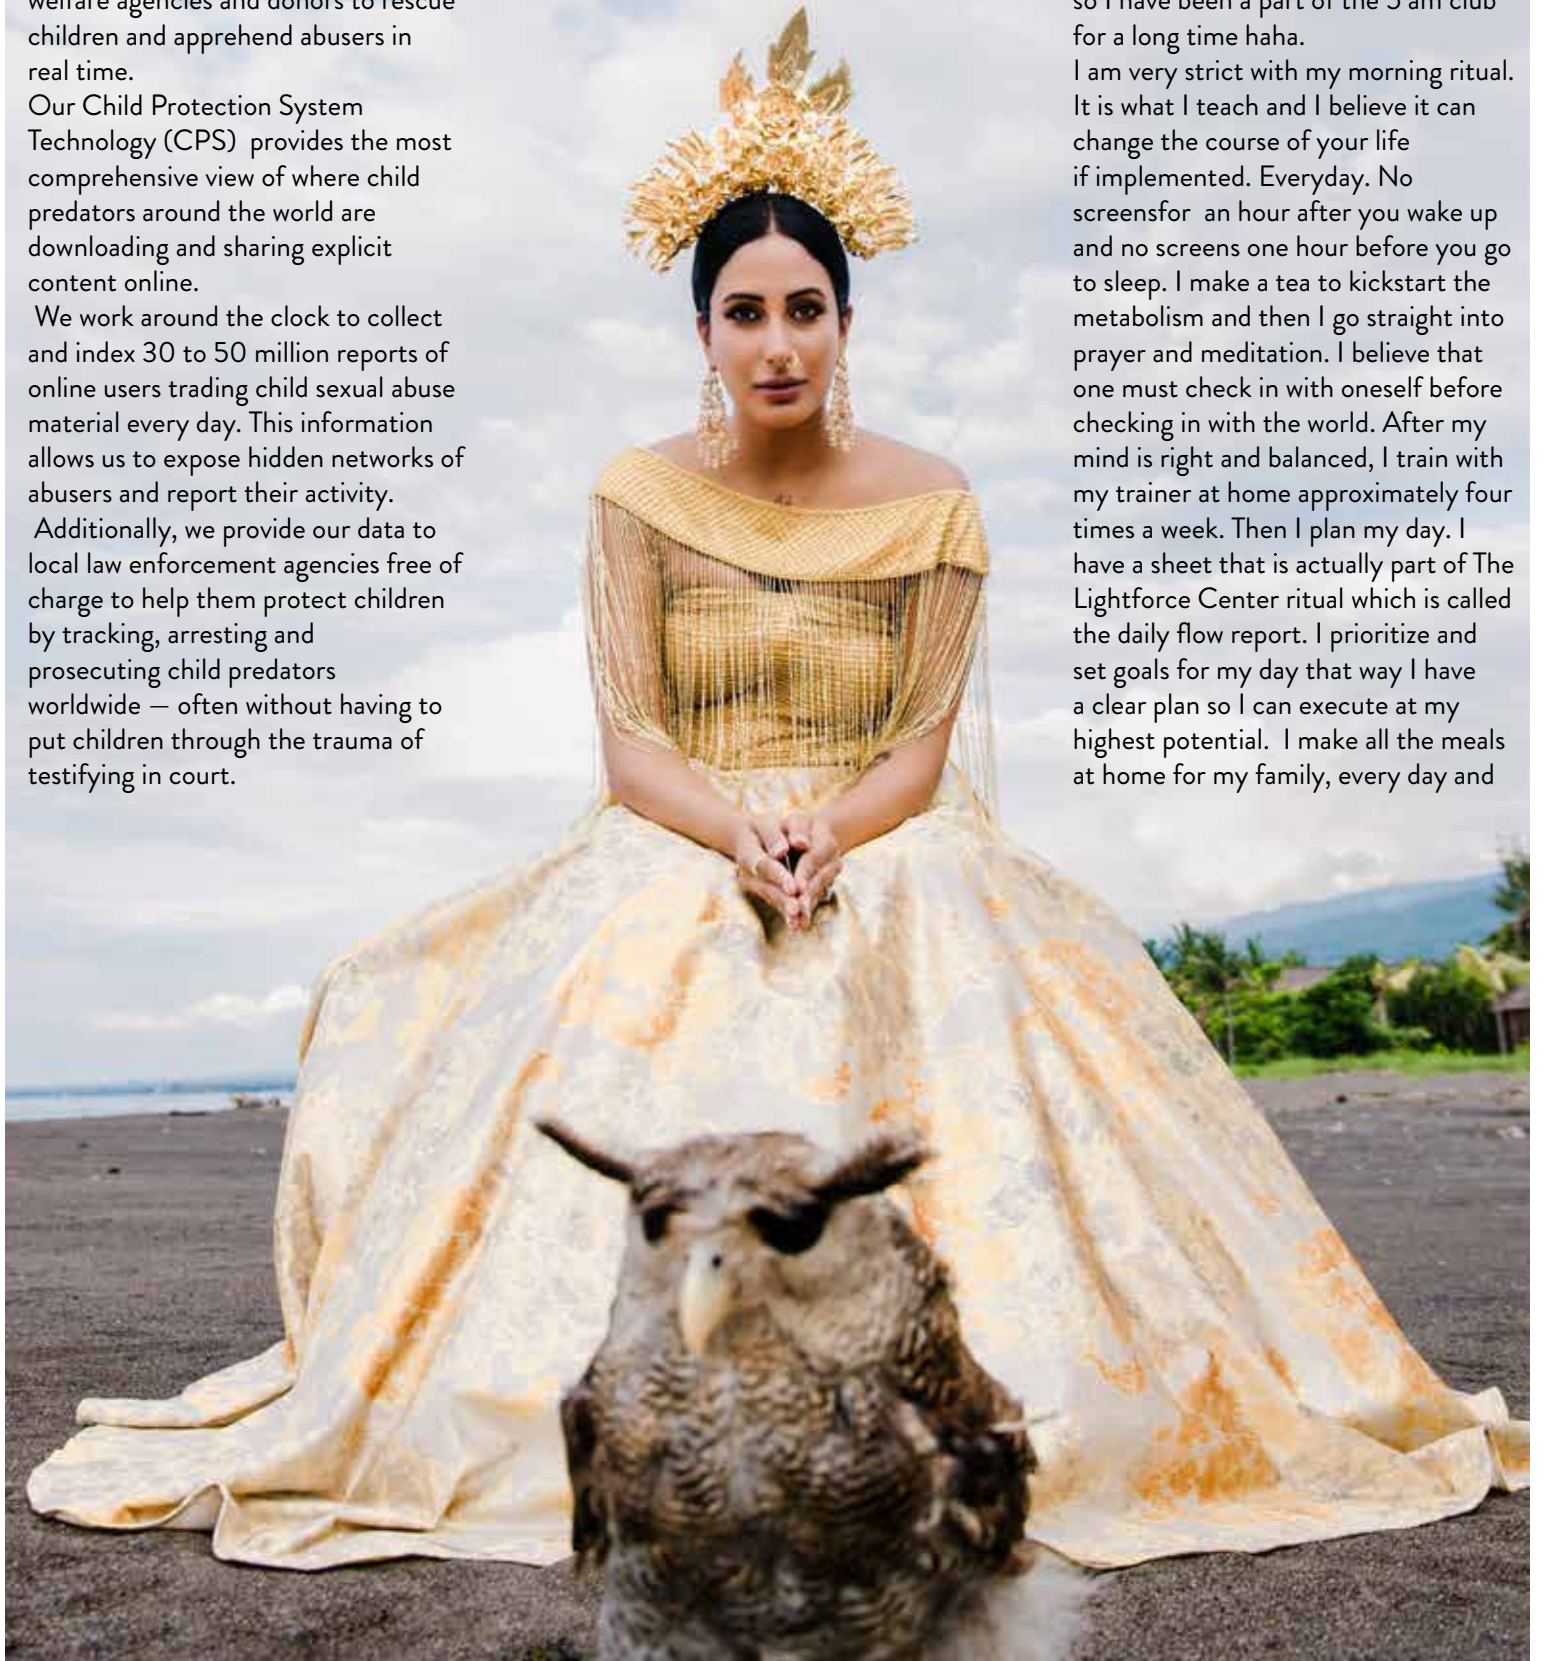 welfare agencies and donors to rescue
children and apprehend abusers in
real time.
Our Child Protection System
Technology (CPS)  provides the most
comprehensive view of where child
predators around the world are
downloading and sharing explicit
content online.
We work around the clock to collect
and index 30 to 50 million reports of
online users trading child sexual abuse
material every day. This information
allows us to expose hidden networks of
abusers and report their activity.
Additionally, we provide our data to
local law enforcement agencies free of
charge to help them protect children
by tracking, arresting and
prosecuting child predators
worldwide — often without having to
put children through the trauma of
testifying in court.
so I have been a part of the 5 am club
for a long time haha.
I am very strict with my morning ritual.
It is what I teach and I believe it can
change the course of your life
if implemented. Everyday. No
screensfor  an hour after you wake up
and no screens one hour before you go
to sleep. I make a tea to kickstart the
metabolism and then I go straight into
prayer and meditation. I believe that
one must check in with oneself before
checking in with the world. After my
mind is right and balanced, I train with
my trainer at home approximately four
times a week. Then I plan my day. I
have a sheet that is actually part of The
Lightforce Center ritual which is called
the daily flow report. I prioritize and
set goals for my day that way I have
a clear plan so I can execute at my
highest potential.  I make all the meals
at home for my family, every day and